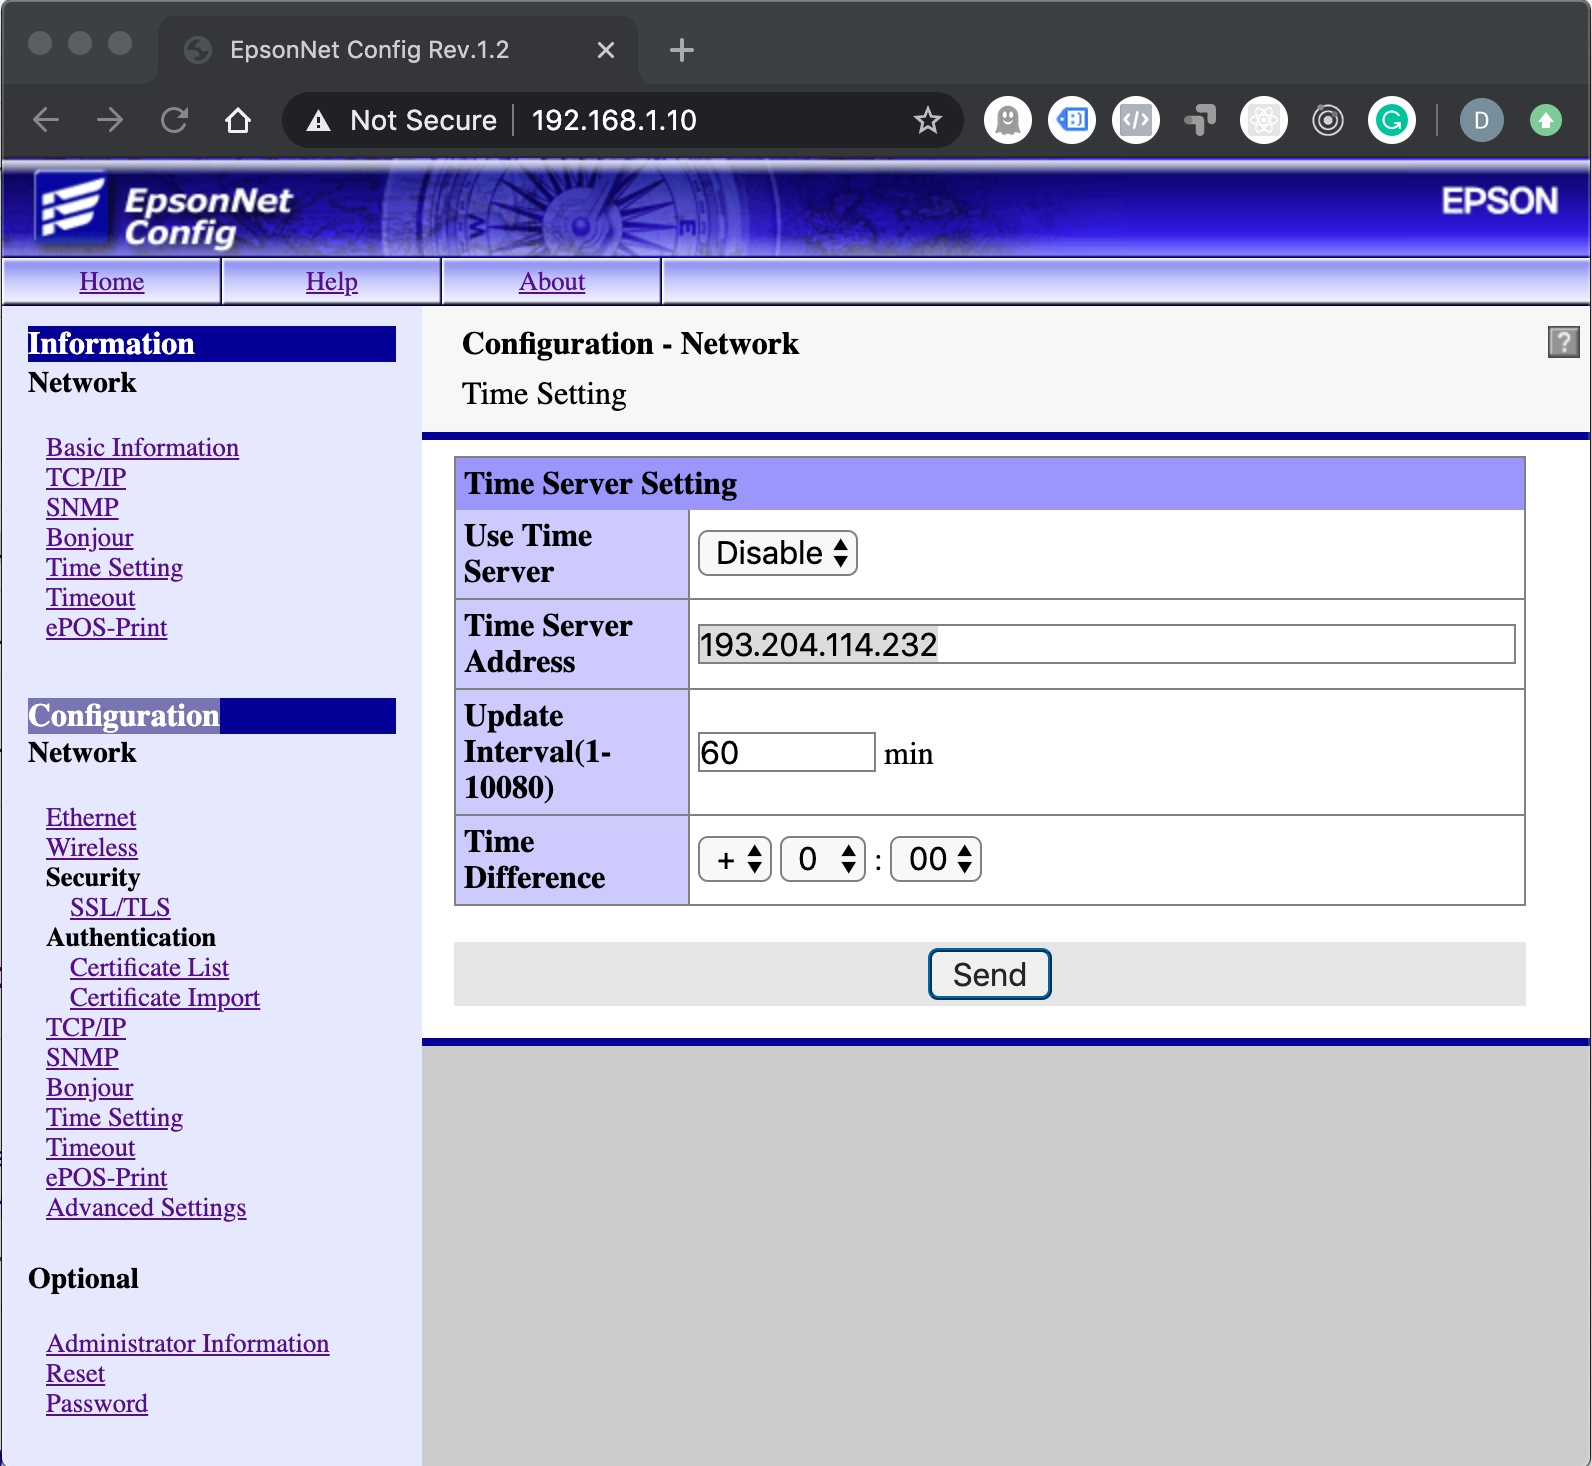 EpsonNet Config Rev.1.2
Not Secure
192.168.1.10
D
EpsonNet
Config
W
E
EPSON
Home
Help
About
Information
Network
Basic Information
TCP/IP
SNMP
Bonjour
Time Setting
Timeout
ePOS-Print
Configuration
Network
Ethernet
Wireless
Security
SSL/TLS
Authentication
Certificate List
Certificate Import
TCP/IP
SNMP
Bonjour
Time Setting
Timeout
ePOS-Print
Advanced Settings
Optional
Administrator Information
Reset
Password
Configuration - Network
?
Time Setting
Time Server Setting
Use Time
Server
Disable
Time Server
Address
193.204.114.232
Update
Interval(1-
10080)
60 min
Time
Difference
+ 0 : 00
Send